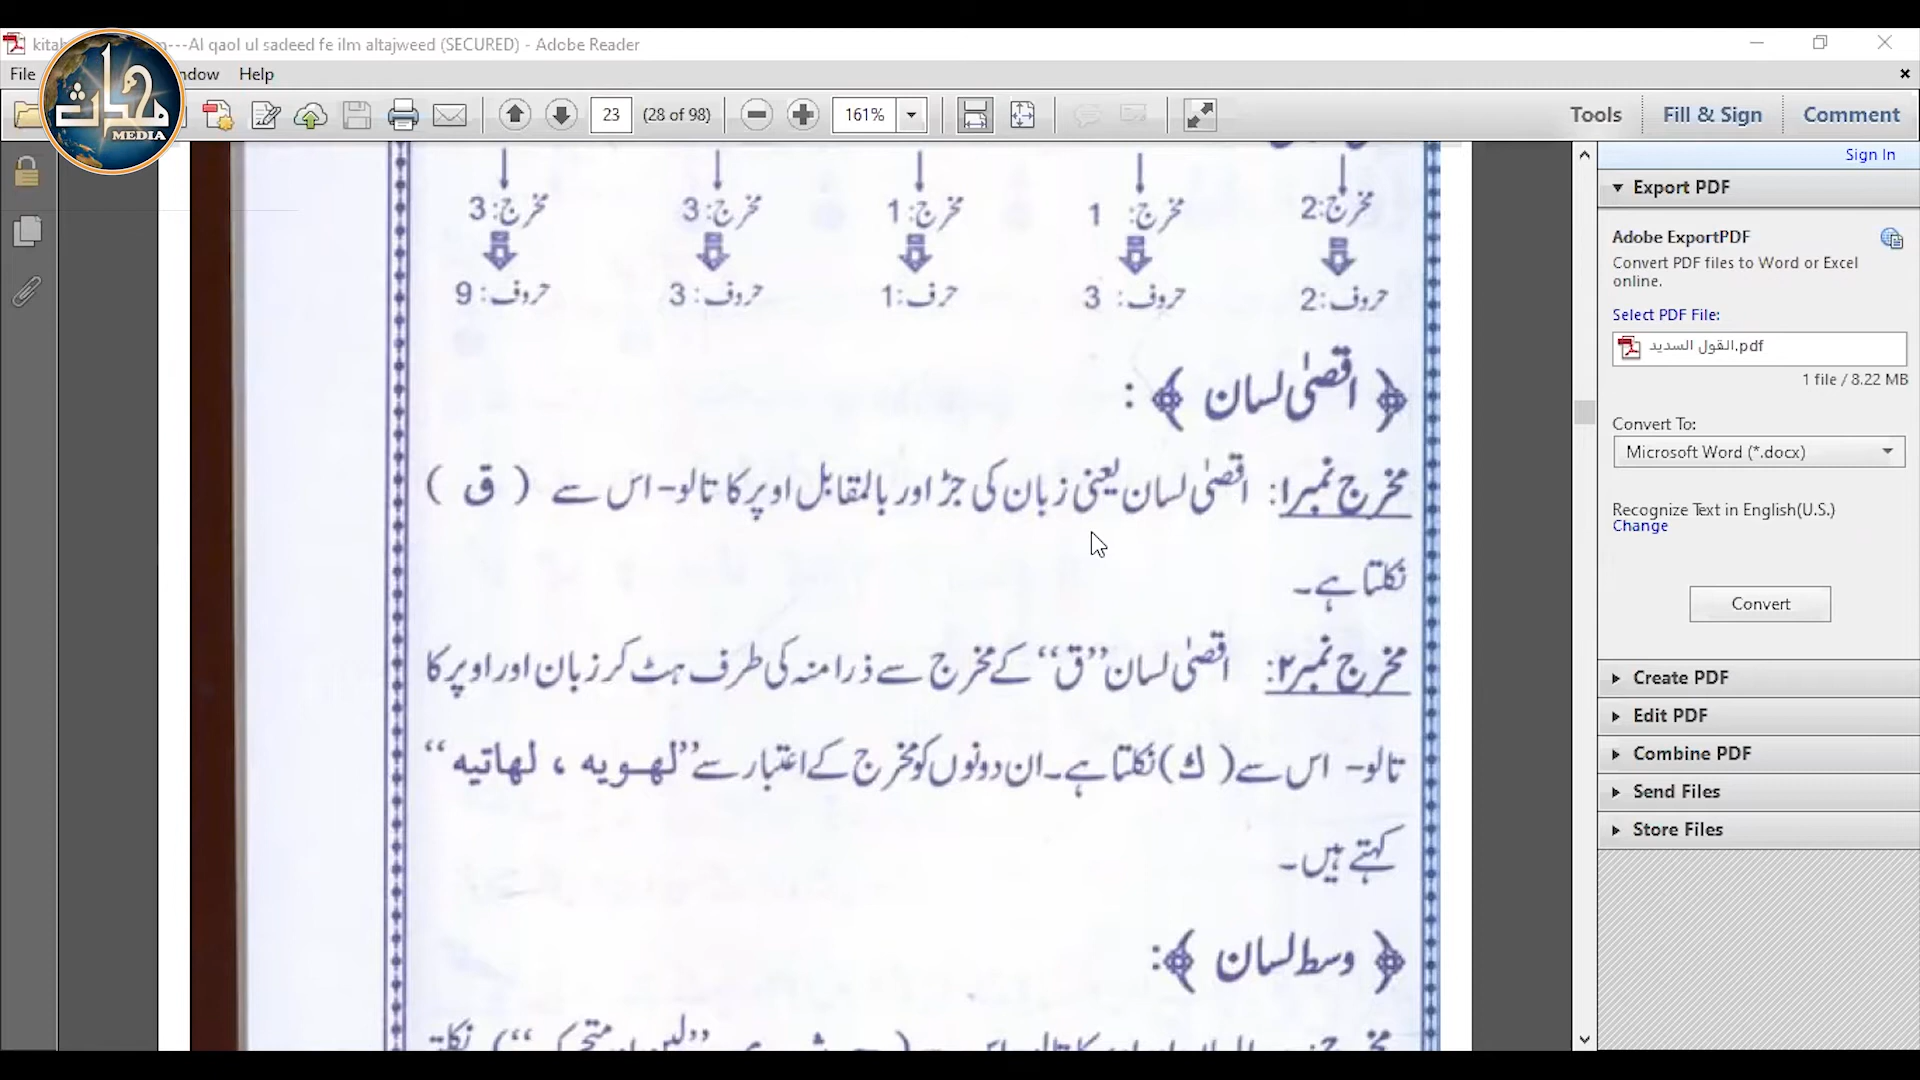 kitab---Al qaol ul sadeed fe ilm altajweed (SECURED) - Adobe Reader
File Window Help
ہدایت
MEDIA
23 (28 of 98) 161% Tools Fill & Sign Comment
Sign In
Export PDF
Adobe ExportPDF
Convert PDF files to Word or Excel
online.
Select PDF File:
القول السديد.pdf
1 file / 8.22 MB
Convert To:
Microsoft Word (*.docx)
Recognize Text in English(U.S.)
Change
Convert
Create PDF
Edit PDF
Combine PDF
Send Files
Store Files
مخرج:2 مخرج: 1 مخرج:1 مخرج:3 مخرج:3
حروف:2 حروف: 3 حرف:1 حروف:3 حروف:9
﴿ اقصیٰ لسان ﴾ :
مخرج نمبر۱: اقصیٰ لسان یعنی زبان کی جڑ اور بالمقابل اوپر کا تالو- اس سے ( ق )
نکلتا ہے۔
مخرج نمبر۲: اقصیٰ لسان ’’ق‘‘ کے مخرج سے ذرا منہ کی طرف ہٹ کر زبان اور اوپر کا
تالو- اس سے ( ك ) نکلتا ہے۔ ان دونوں کو مخرج کے اعتبار سے ’’لهويه ، لهاتيه‘‘
کہتے ہیں۔
﴿ وسط لسان ﴾ :